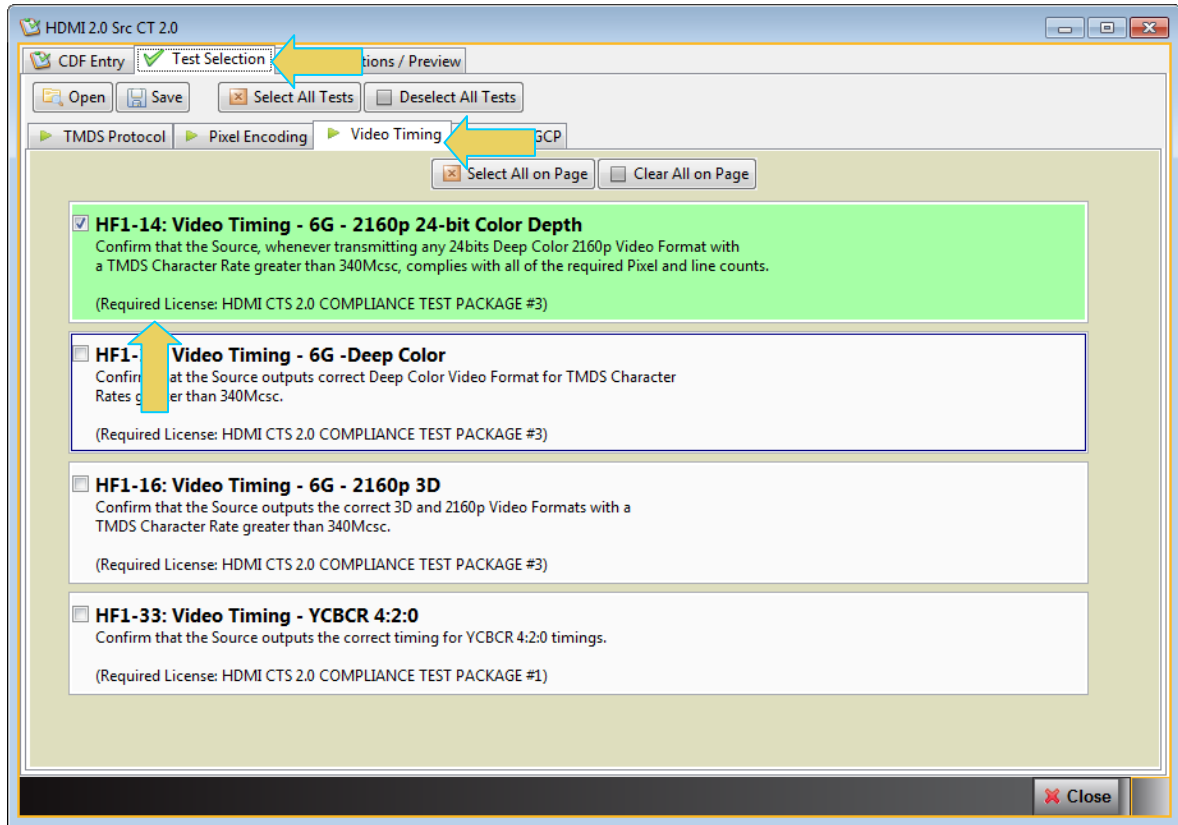 HDMI 2.0 Src CT 2.0
CDF Entry Test Selection tions / Preview
Open Save Select All Tests Deselect All Tests
TMDS Protocol Pixel Encoding Video Timing GCP
Select All on Page Clear All on Page
HF1-14: Video Timing - 6G - 2160p 24-bit Color Depth
Confirm that the Source, whenever transmitting any 24bits Deep Color 2160p Video Format with
a TMDS Character Rate greater than 340Mcsc, complies with all of the required Pixel and line counts.
(Required License: HDMI CTS 2.0 COMPLIANCE TEST PACKAGE #3)
HF1- Video Timing - 6G -Deep Color
Confir at the Source outputs correct Deep Color Video Format for TMDS Character
Rates g er than 340Mcsc.
(Required License: HDMI CTS 2.0 COMPLIANCE TEST PACKAGE #3)
HF1-16: Video Timing - 6G - 2160p 3D
Confirm that the Source outputs the correct 3D and 2160p Video Formats with a
TMDS Character Rate greater than 340Mcsc.
(Required License: HDMI CTS 2.0 COMPLIANCE TEST PACKAGE #3)
HF1-33: Video Timing - YCBCR 4:2:0
Confirm that the Source outputs the correct timing for YCBCR 4:2:0 timings.
(Required License: HDMI CTS 2.0 COMPLIANCE TEST PACKAGE #1)
Close